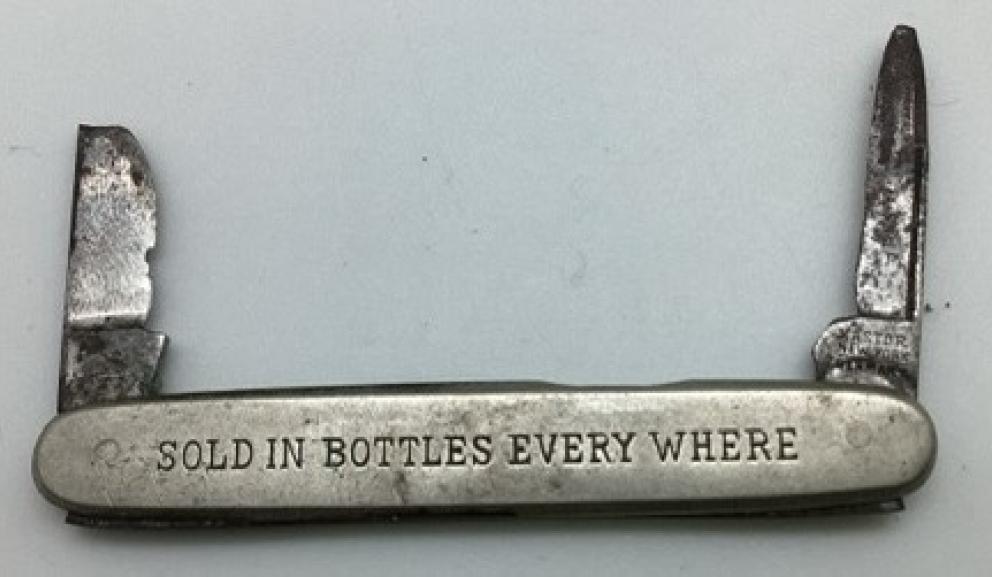 SOLD IN BOTTLES EVERY WHERE